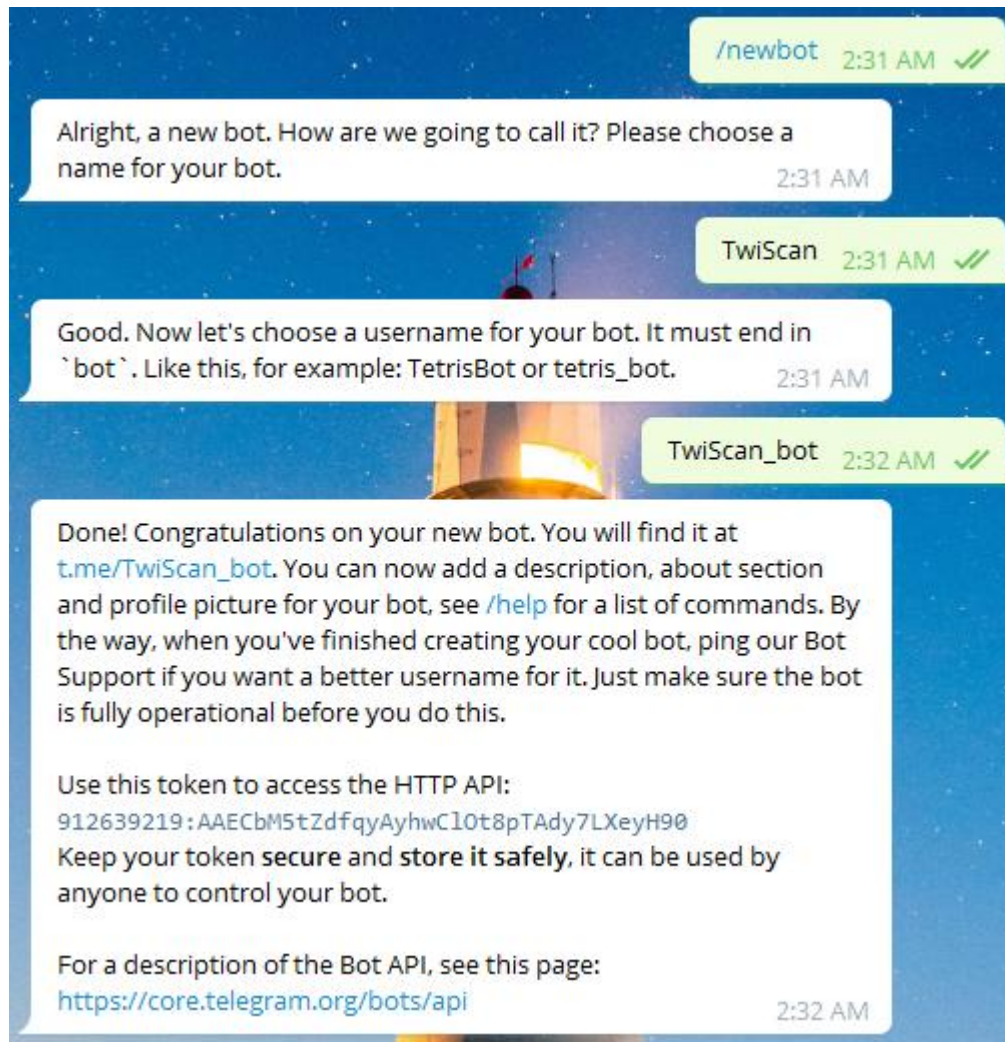 /newbot 2:31 AM
Alright, a new bot. How are we going to call it? Please choose a
name for your bot.
2:31 AM
TwiScan 2:31 AM
Good. Now let's choose a username for your bot. It must end in
`bot`. Like this, for example: TetrisBot or tetris_bot.
2:31 AM
TwiScan_bot 2:32 AM
Done! Congratulations on your new bot. You will find it at
t.me/TwiScan_bot. You can now add a description, about section
and profile picture for your bot, see /help for a list of commands. By
the way, when you've finished creating your cool bot, ping our Bot
Support if you want a better username for it. Just make sure the bot
is fully operational before you do this.
Use this token to access the HTTP API:
912639219:AAECbM5tZdfqyAyhwClOt8pTAdy7LXeyH90
Keep your token secure and store it safely, it can be used by
anyone to control your bot.
For a description of the Bot API, see this page:
https://core.telegram.org/bots/api
2:32 AM